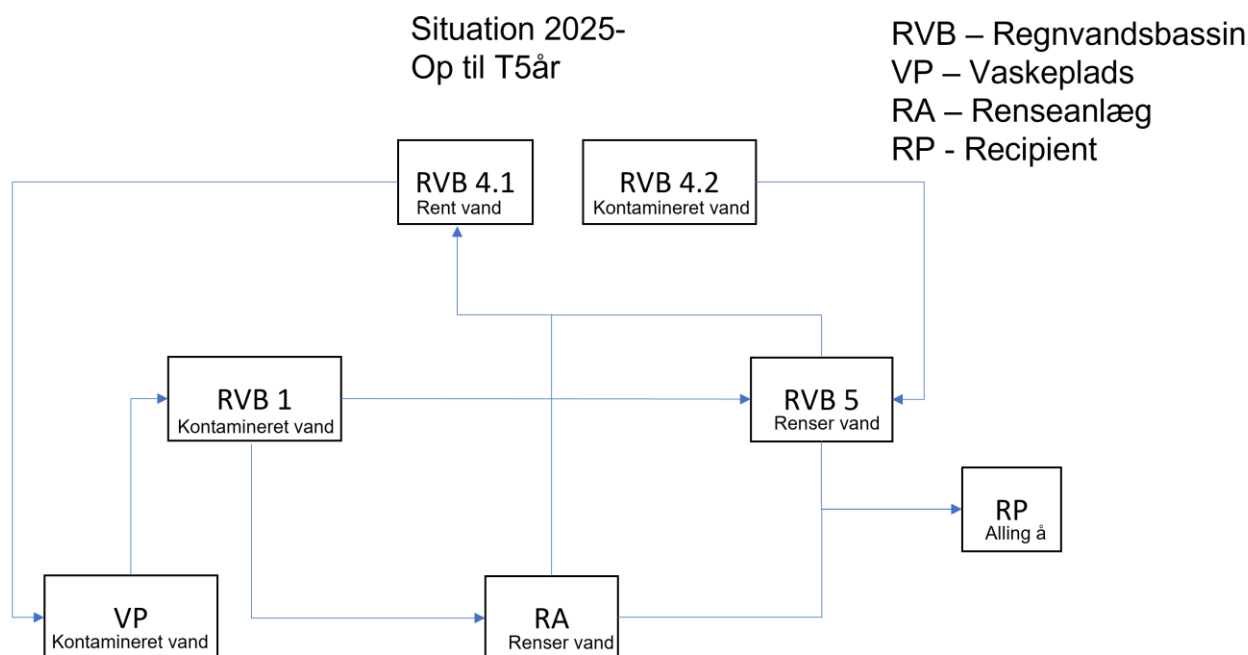 Situation 2025-
Op til T5år
RVB – Regnvandsbassin
VP – Vaskeplads
RA – Renseanlæg
RP - Recipient
RVB 4.1
Rent vand
RVB 4.2
Kontamineret vand
RVB 1
Kontamineret vand
RVB 5
Renser vand
RP
Alling å
VP
Kontamineret vand
RA
Renser vand